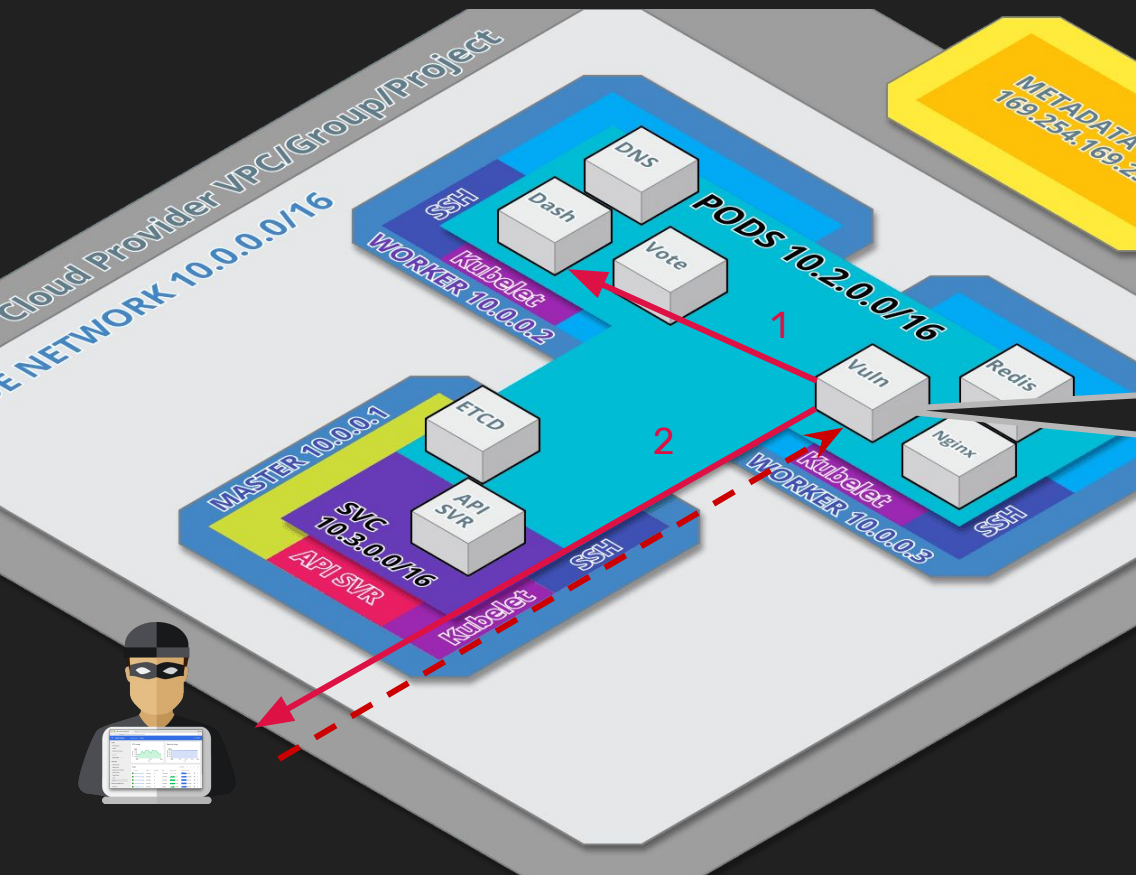 Cloud Provider VPC/Group/Project
E NETWORK 10.0.0.0/16
METADATA
169.254.169.2
DNS
Dash
Vote
SSH
Kubelet
WORKER 10.0.0.2
PODS 10.2.0.0/16
1
Vuln
Redis
Nginx
Kubelet
WORKER 10.0.0.3
SSH
2
ETCD
MASTER 10.0.0.1
API
SVR
SVC
10.3.0.0/16
API SVR
Kubelet
SSH